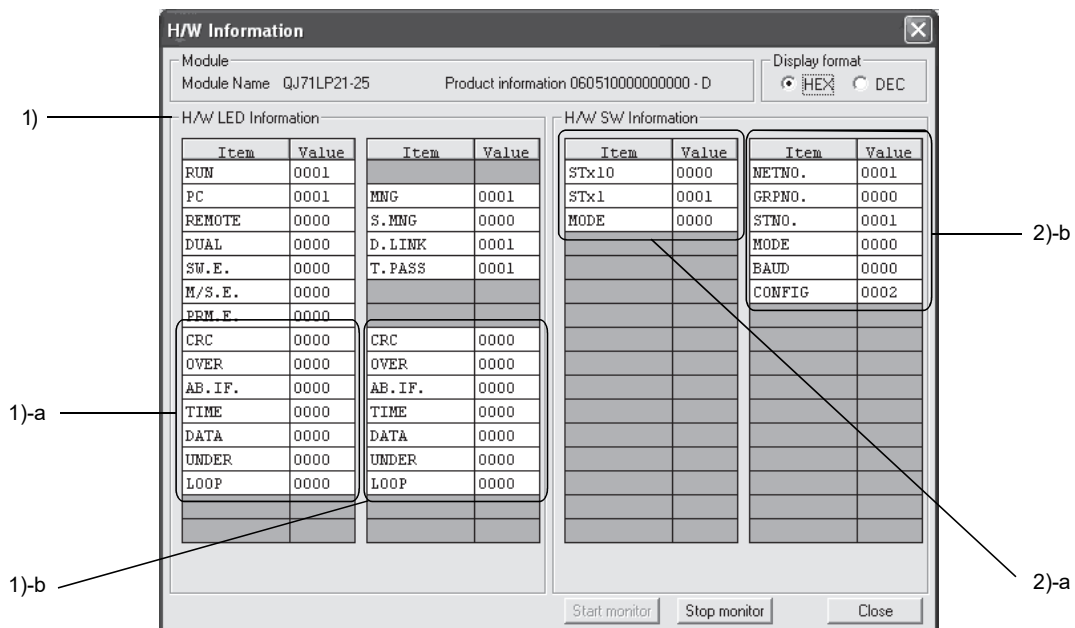 H/W Information
Module
Display format
Module Name QJ71LP21-25 Product information 060510000000000 - D
HEX DEC
1)
H/W LED Information
H/W SW Information
Item Value Item Value Item Value Item Value
RUN 0001 STx10 0000 NETNO. 0001
PC 0001 MNG 0001 STx1 0001 GRPNO. 0000
REMOTE 0000 S.MNG 0000 MODE 0000 STNO. 0001
2)-b
DUAL 0000 D.LINK 0001 MODE 0000
SW.E. 0000 T.PASS 0001 BAUD 0000
M/S.E. 0000 CONFIG 0002
PRM.E. 0000
CRC 0000 CRC 0000
OVER 0000 OVER 0000
AB.IF. 0000 AB.IF. 0000
1)-a
TIME 0000 TIME 0000
DATA 0000 DATA 0000
UNDER 0000 UNDER 0000
LOOP 0000 LOOP 0000
1)-b
2)-a
Start monitor Stop monitor Close